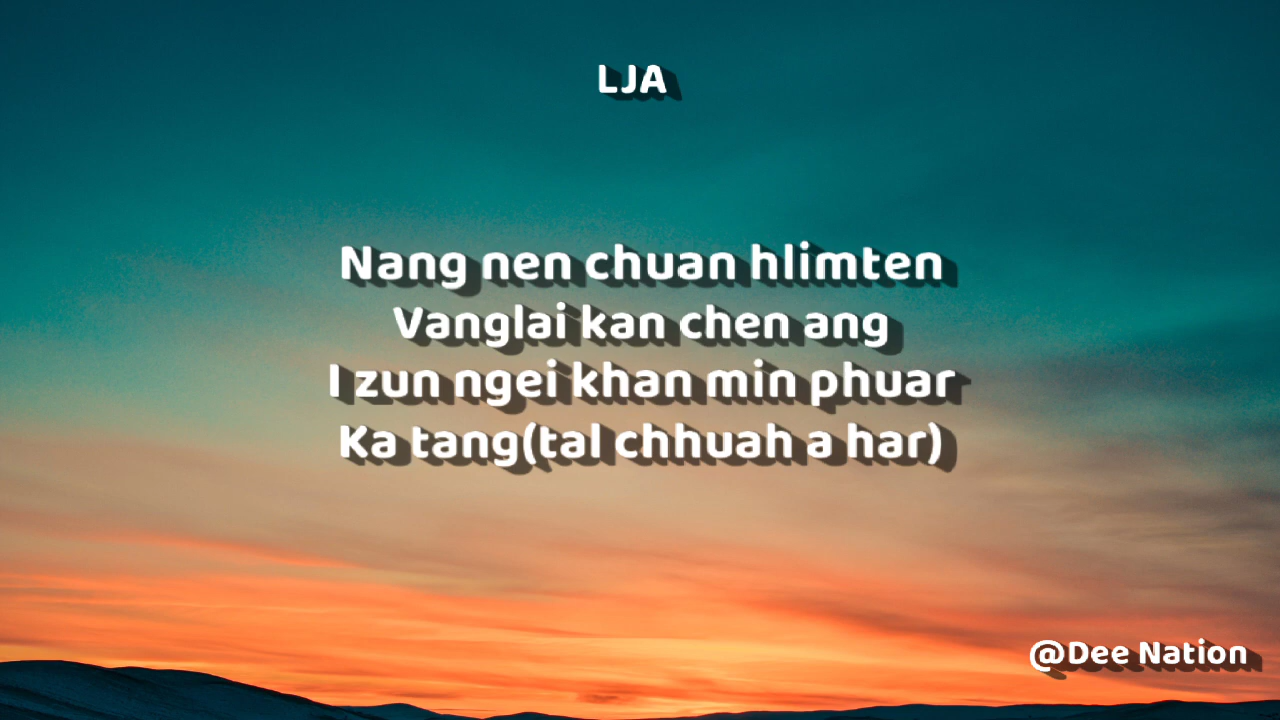 LJA
Nang nen chuan hlimten
Vanglai kan chen ang
I zun ngei khan min phuar
Ka tang(tal chhuah a har)
@Dee Nation